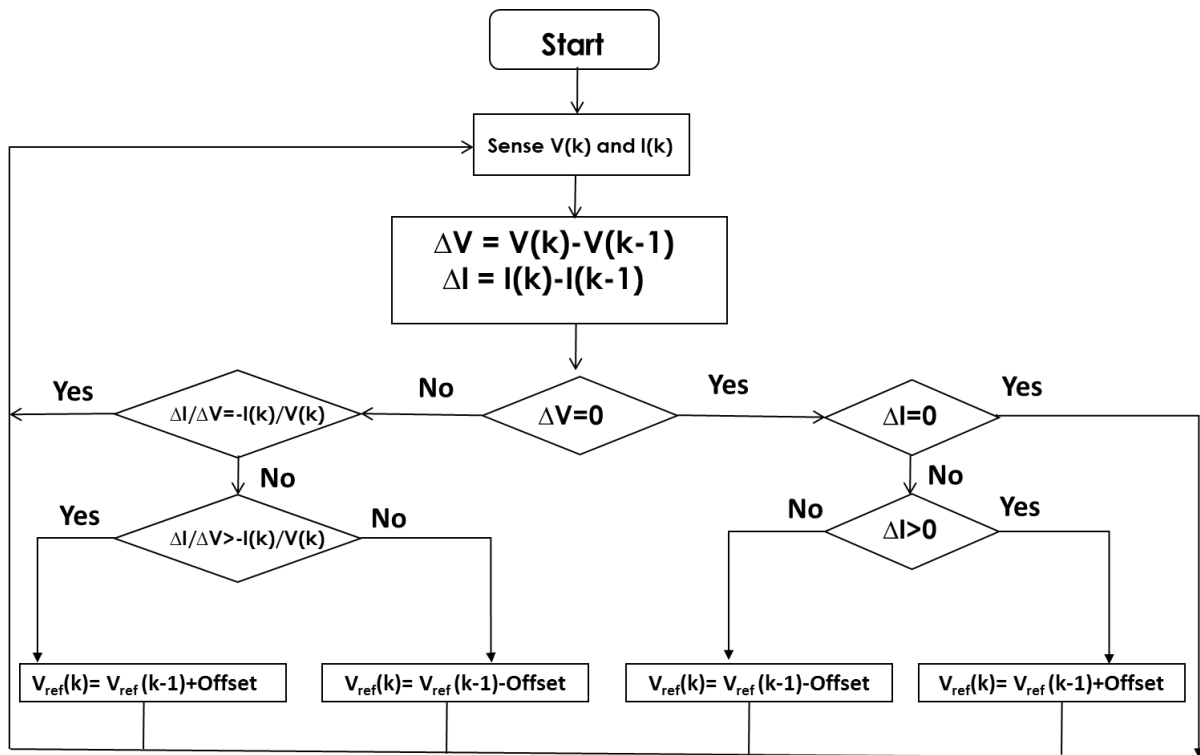 Start
Sense V(k) and I(k)
ΔV = V(k)-V(k-1)
ΔI = I(k)-I(k-1)
Yes
ΔI/ΔV=-I(k)/V(k)
No
ΔV=0
Yes
ΔI=0
Yes
No
No
Yes
ΔI/ΔV>-I(k)/V(k)
No
No
ΔI>0
Yes
Vref(k)= Vref (k-1)+Offset
Vref(k)= Vref (k-1)-Offset
Vref(k)= Vref (k-1)-Offset
Vref(k)= Vref (k-1)+Offset